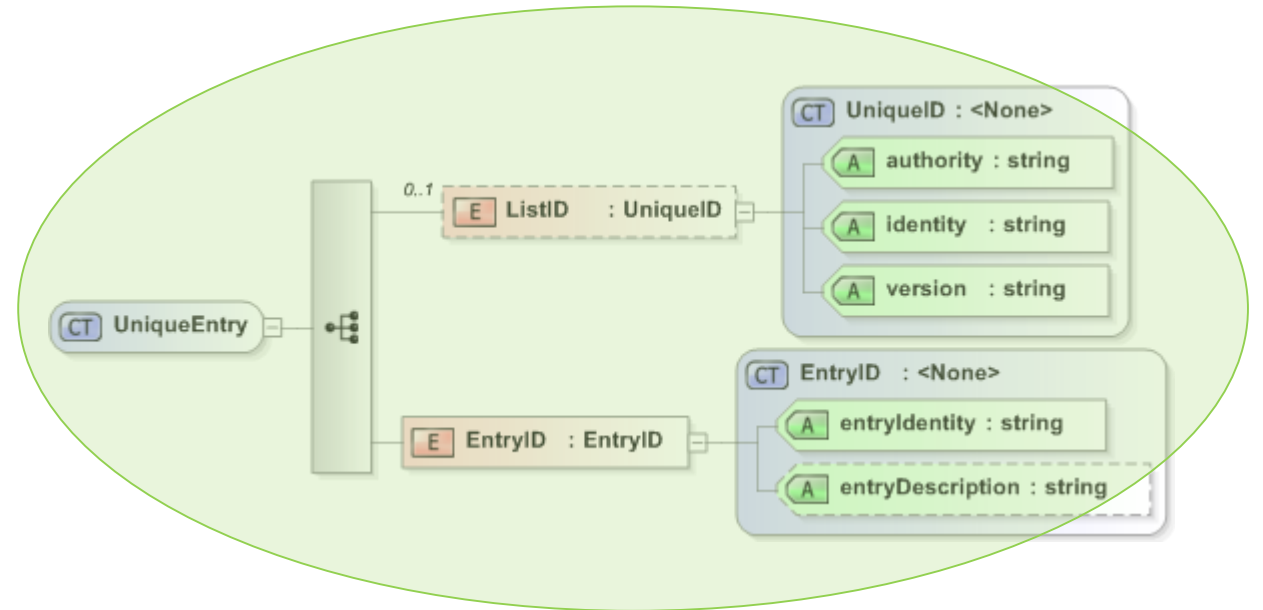 CT UniqueID : <None>
A authority : string
0..1
E ListID : UniqueID
A identity : string
A version : string
CT UniqueEntry
CT EntryID : <None>
A entryIdentity : string
E EntryID : EntryID
A entryDescription : string